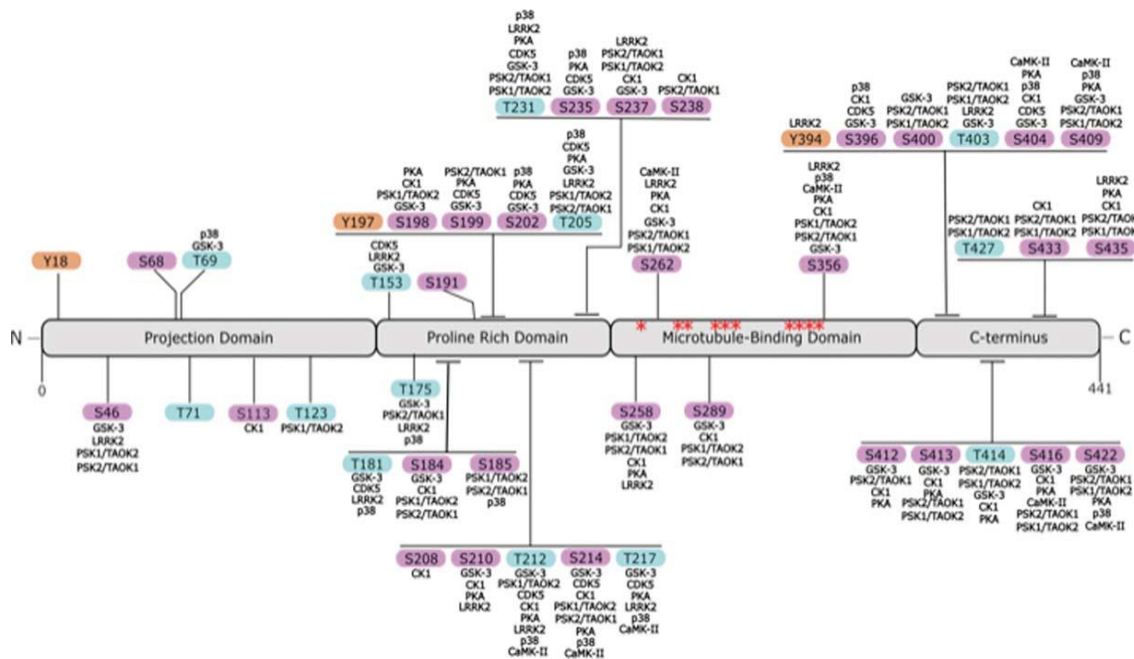 p38
LRRK2
PKA
CDK5
GSK-3
PSK2/TAOK1
PSK1/TAOK2
T231
p38
PKA
CDK5
GSK-3
S235
LRRK2
PSK2/TAOK1
PSK1/TAOK2
CK1
GSK-3
S237
CK1
PSK2/TAOK1
S238
LRRK2
Y394
p38
CK1
CDK5
GSK-3
S396
GSK-3
PSK2/TAOK1
PSK1/TAOK2
S400
PSK2/TAOK1
PSK1/TAOK2
LRRK2
GSK-3
T403
CaMK-II
PKA
p38
CK1
CDK5
GSK-3
S404
CaMK-II
p38
PKA
GSK-3
PSK2/TAOK1
PSK1/TAOK2
S409
Y197
PKA
CK1
PSK1/TAOK2
GSK-3
S198
PSK2/TAOK1
PKA
CDK5
GSK-3
S199
p38
PKA
CDK5
GSK-3
S202
p38
CDK5
PKA
GSK-3
LRRK2
PSK1/TAOK2
PSK2/TAOK1
T205
CaMK-II
LRRK2
PKA
CK1
GSK-3
PSK2/TAOK1
PSK1/TAOK2
S262
LRRK2
p38
CaMK-II
PKA
CK1
PSK1/TAOK2
PSK2/TAOK1
GSK-3
S356
PSK2/TAOK1
PSK1/TAOK2
T427
CK1
PSK2/TAOK1
PSK1/TAOK2
S433
LRRK2
PKA
CK1
PSK2/TAOK1
PSK1/TAOK2
S435
Y18
S68
p38
GSK-3
T69
CDK5
LRRK2
GSK-3
T153
S191
N
Projection Domain
Proline Rich Domain
* ** *** ****
Microtubule-Binding Domain
C-terminus
C
0
441
S46
GSK-3
LRRK2
PSK1/TAOK2
PSK2/TAOK1
T71
S113
CK1
T123
PSK1/TAOK2
T175
GSK-3
PSK2/TAOK1
LRRK2
p38
S258
GSK-3
PSK1/TAOK2
PSK2/TAOK1
CK1
PKA
LRRK2
S289
GSK-3
CK1
PSK1/TAOK2
PSK2/TAOK1
T181
GSK-3
CDK5
LRRK2
p38
S184
GSK-3
CK1
PSK1/TAOK2
PSK2/TAOK1
S185
PSK1/TAOK2
PSK2/TAOK1
p38
S412
GSK-3
PSK2/TAOK1
CK1
PKA
S413
GSK-3
CK1
PKA
PSK2/TAOK1
PSK1/TAOK2
T414
PSK2/TAOK1
PSK1/TAOK2
GSK-3
CK1
PKA
S416
GSK-3
CK1
PKA
CaMK-II
PSK2/TAOK1
PSK1/TAOK2
S422
GSK-3
PSK2/TAOK1
PSK1/TAOK2
PKA
p38
CaMK-II
S208
CK1
S210
GSK-3
CK1
PKA
LRRK2
T212
GSK-3
PSK1/TAOK2
CDK5
CK1
PKA
LRRK2
p38
CaMK-II
S214
GSK-3
CDK5
CK1
PSK1/TAOK2
PSK2/TAOK1
PKA
p38
CaMK-II
T217
GSK-3
CDK5
PKA
LRRK2
p38
CaMK-II